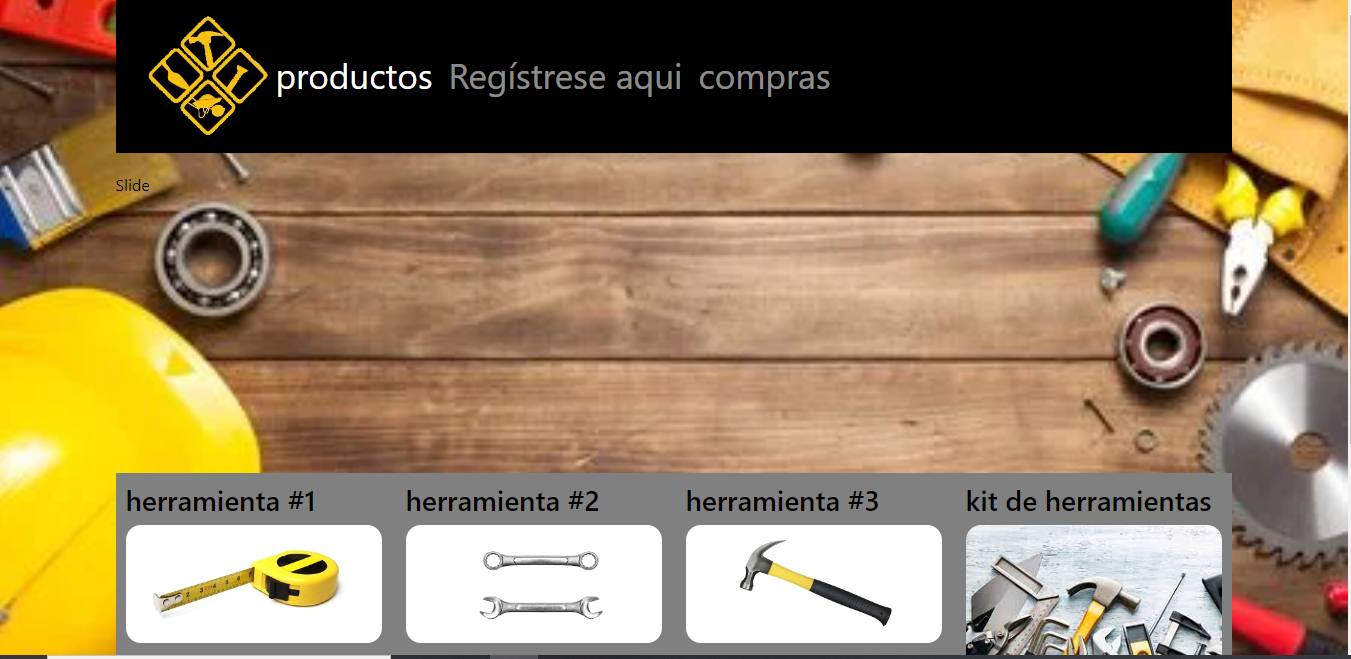 productos Regístrese aqui compras
Slide
herramienta #1 herramienta #2 herramienta #3 kit de herramientas